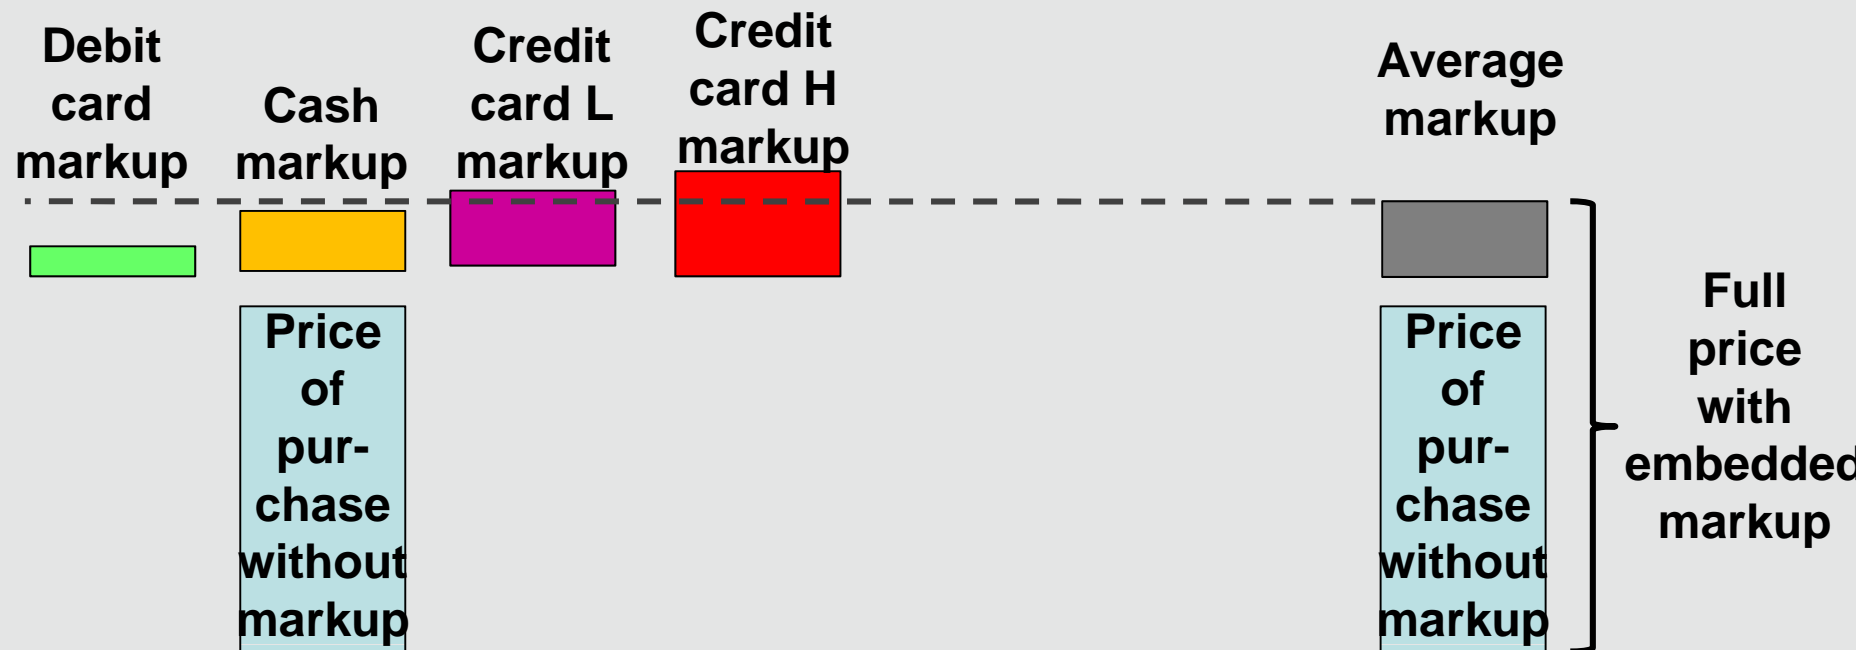 Debit
card
markup
Cash
markup
Credit
card L
markup
Credit
card H
markup
Average
markup
Price
of
pur-
chase
without
markup
Price
of
pur-
chase
without
markup
Full
price
with
embedded
markup